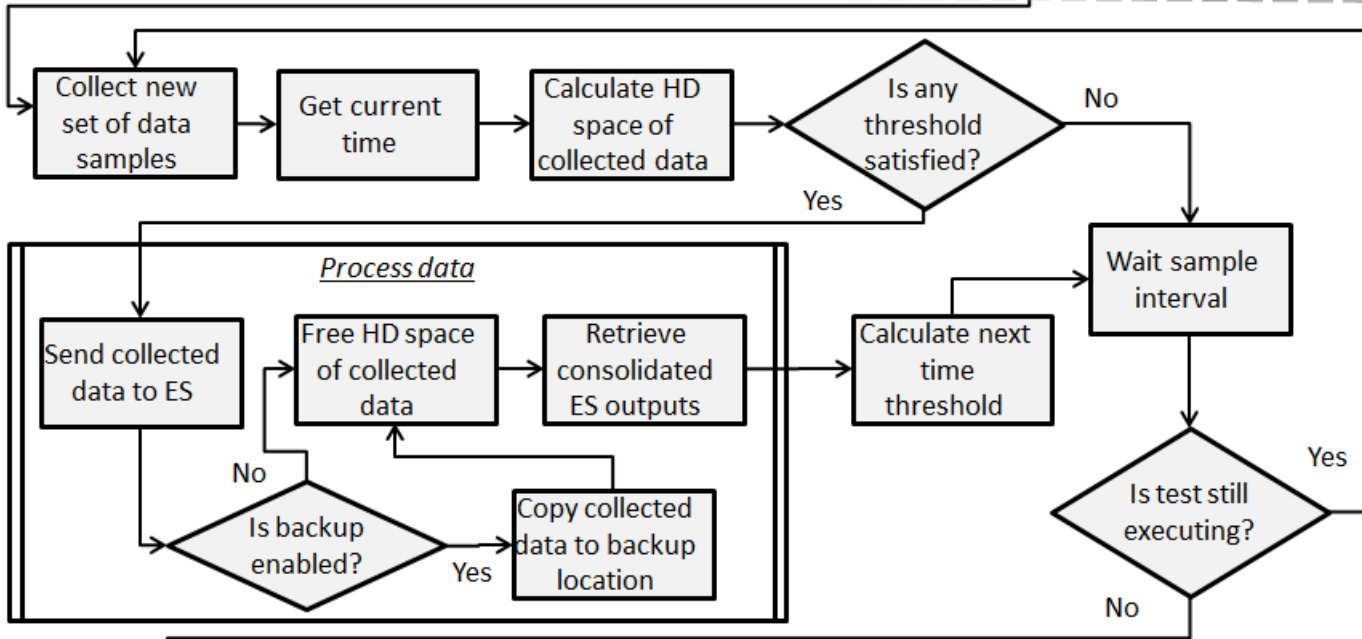 Collect new
set of data
samples
Get current
time
Calculate HD
space of
collected data
Is any
threshold
satisfied?
No
Yes
Wait sample
interval
Process data
Send collected
data to ES
Free HD space
of collected
data
Retrieve
consolidated
ES outputs
Calculate next
time
threshold
No
Is backup
enabled?
Yes
Copy collected
data to backup
location
Is test still
executing?
Yes
No